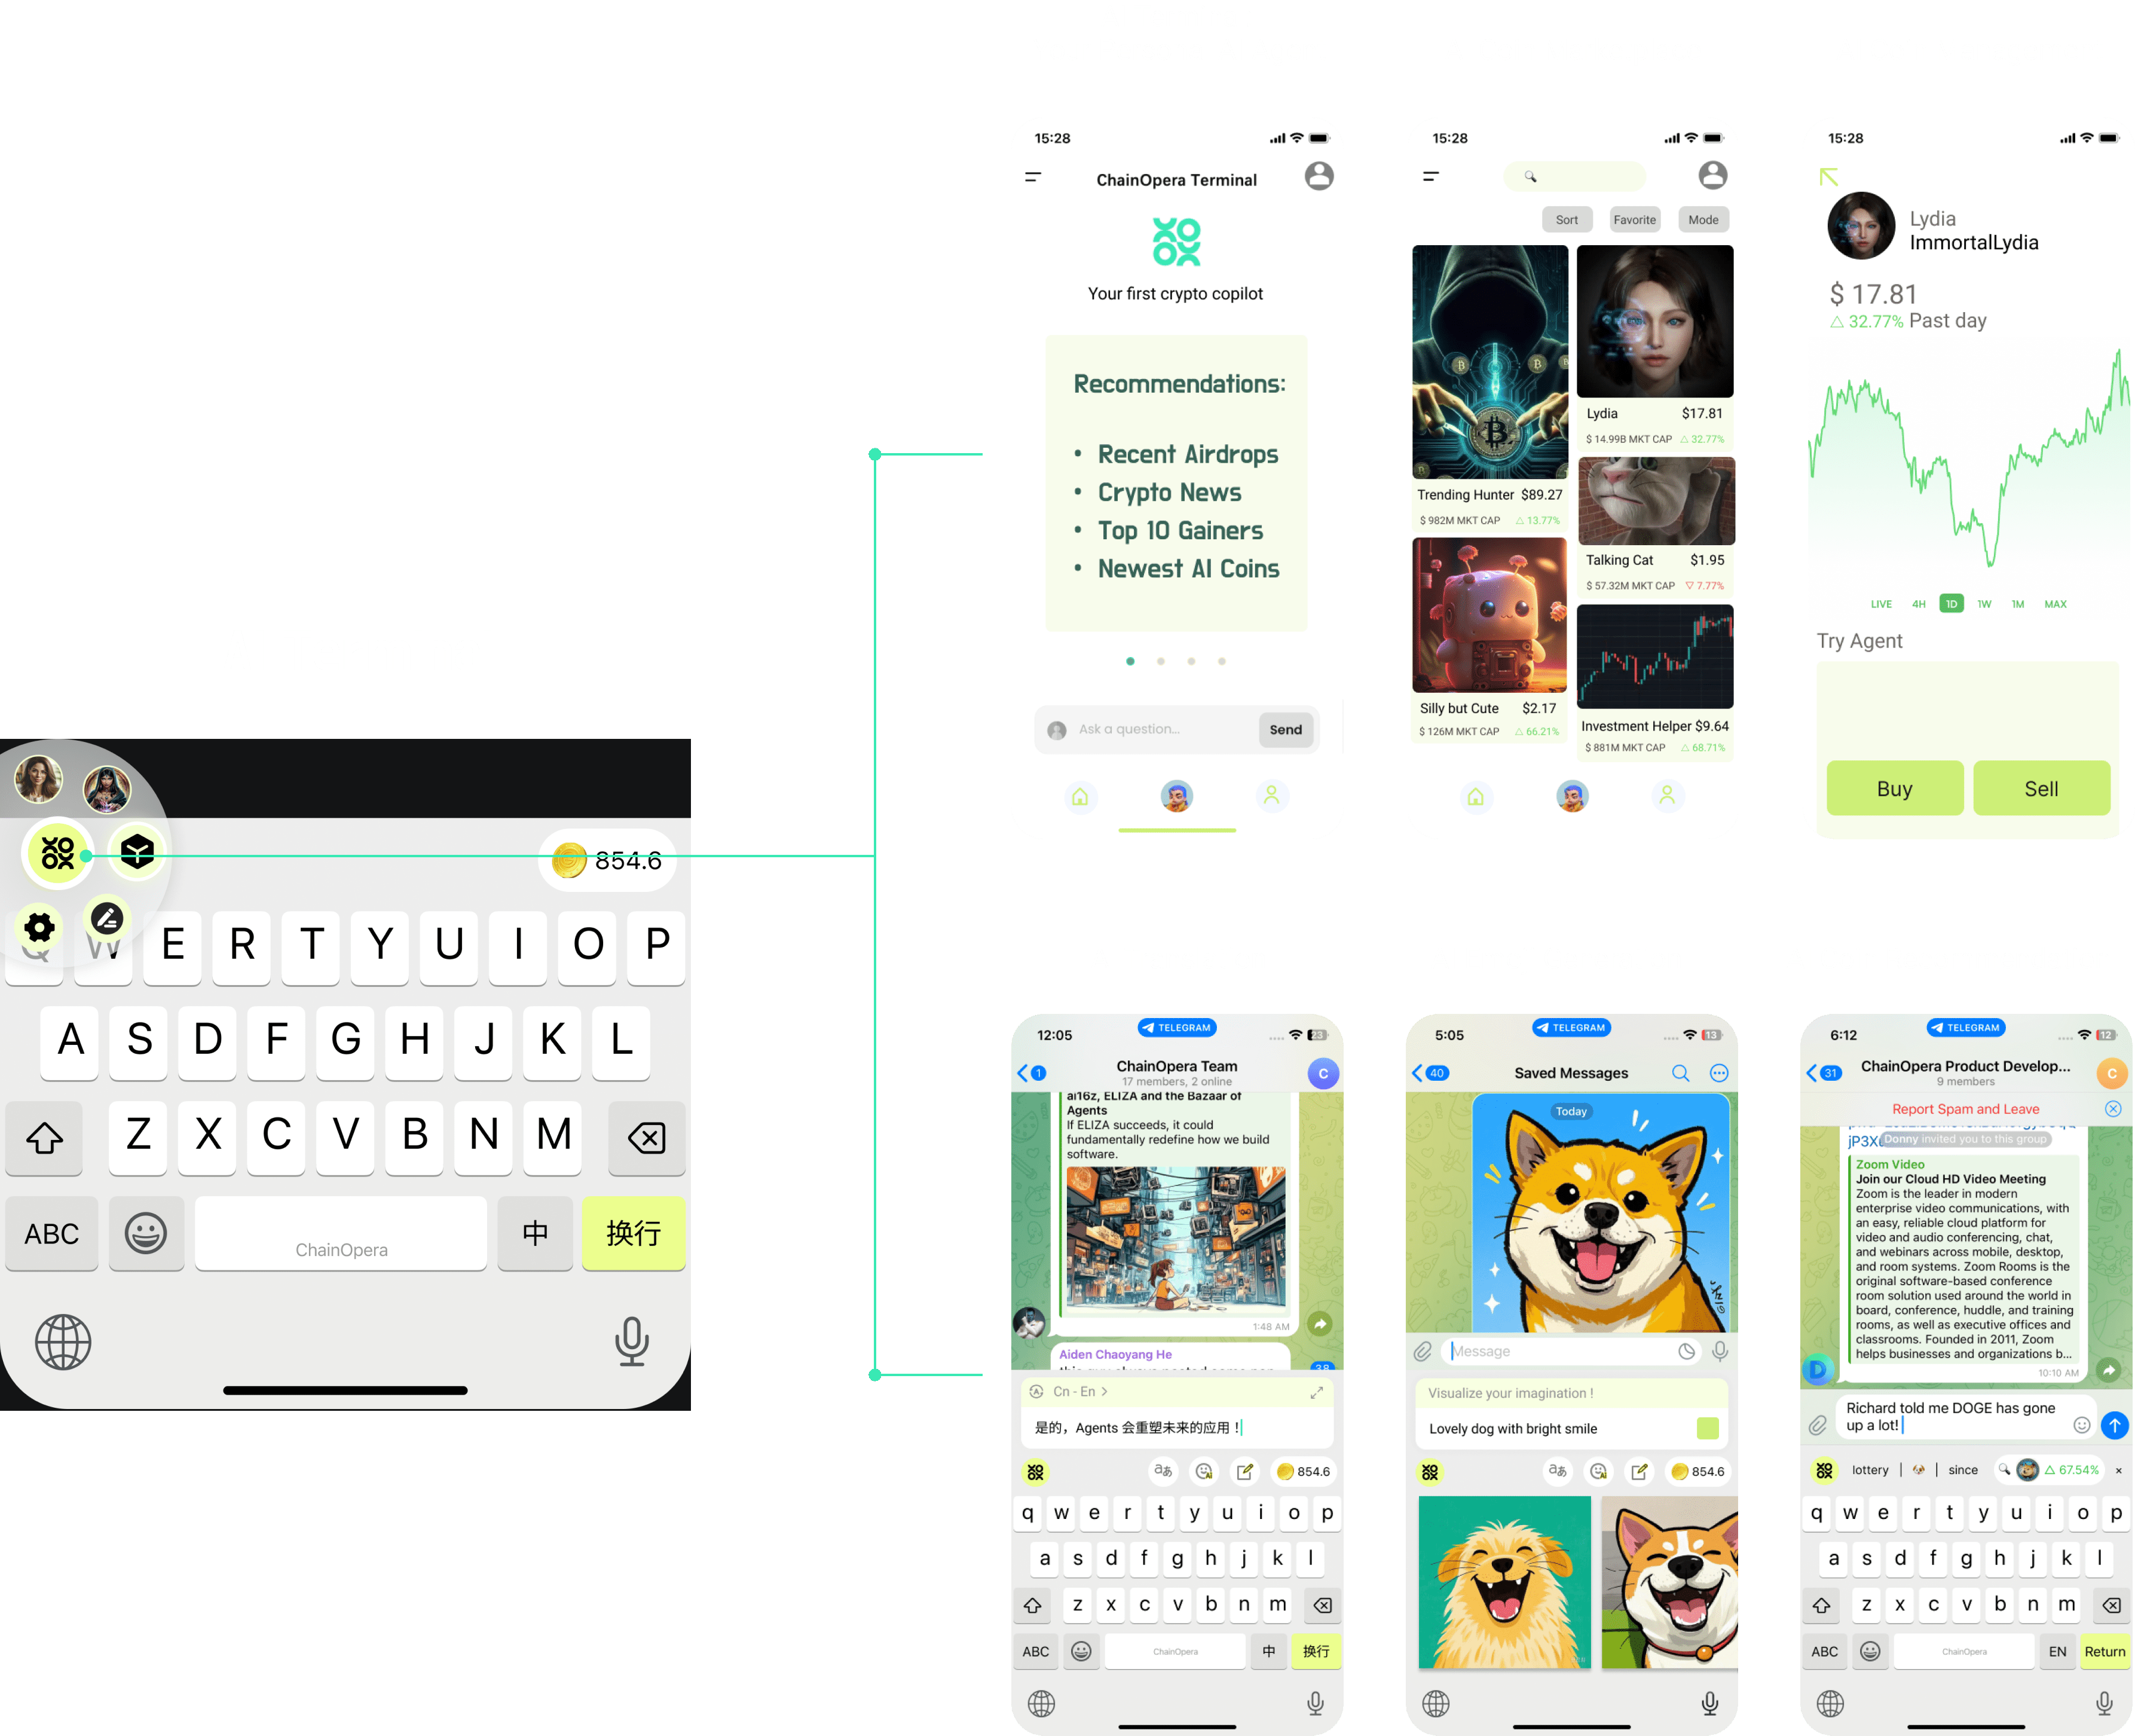 854.6
Q W E R T Y U I O P
A S D F G H J K L
Z X C V B N M
ABC
ChainOpera
中
换行
15:28
ChainOpera Terminal
Your first crypto copilot
Recommendations:
• Recent Airdrops
• Crypto News
• Top 10 Gainers
• Newest AI Coins
Ask a question...
Send
15:28
Sort
Favorite
Mode
Trending Hunter $89.27
$ 982M MKT CAP △ 13.77%
Silly but Cute $2.17
$ 126M MKT CAP △ 66.21%
Lydia $17.81
$ 14.99B MKT CAP △ 32.77%
Talking Cat $1.95
$ 57.32M MKT CAP ▽ 7.77%
Investment Helper $9.64
$ 881M MKT CAP △ 68.71%
15:28
Lydia
ImmortalLydia
$ 17.81
△ 32.77% Past day
LIVE 4H 1D 1W 1M MAX
Try Agent
Buy
Sell
12:05
TELEGRAM
23
1
ChainOpera Team
17 members, 2 online
C
ai16z, ELIZA and the Bazaar of
Agents
If ELIZA succeeds, it could
fundamentally redefine how we build
software.
1:48 AM
Aiden Chaoyang He
38
Cn - En >
是的，Agents 会重塑未来的应用！
aあ
854.6
q w e r t y u i o p
a s d f g h j k l
z x c v b n m
ABC
ChainOpera
中
换行
5:05
TELEGRAM
13
40
Saved Messages
Today
Message
Visualize your imagination !
Lovely dog with bright smile
aあ
854.6
6:12
TELEGRAM
12
31
ChainOpera Product Develop...
9 members
C
Report Spam and Leave
Donny invited you to this group
Zoom Video
Join our Cloud HD Video Meeting
Zoom is the leader in modern
enterprise video communications, with
an easy, reliable cloud platform for
video and audio conferencing, chat,
and webinars across mobile, desktop,
and room systems. Zoom Rooms is the
original software-based conference
room solution used around the world in
board, conference, huddle, and training
rooms, as well as executive offices and
classrooms. Founded in 2011, Zoom
helps businesses and organizations b...
10:10 AM
D
Richard told me DOGE has gone
up a lot!
lottery | 🐶 | since
△ 67.54% ×
q w e r t y u i o p
a s d f g h j k l
z x c v b n m
ABC
ChainOpera
EN
Return